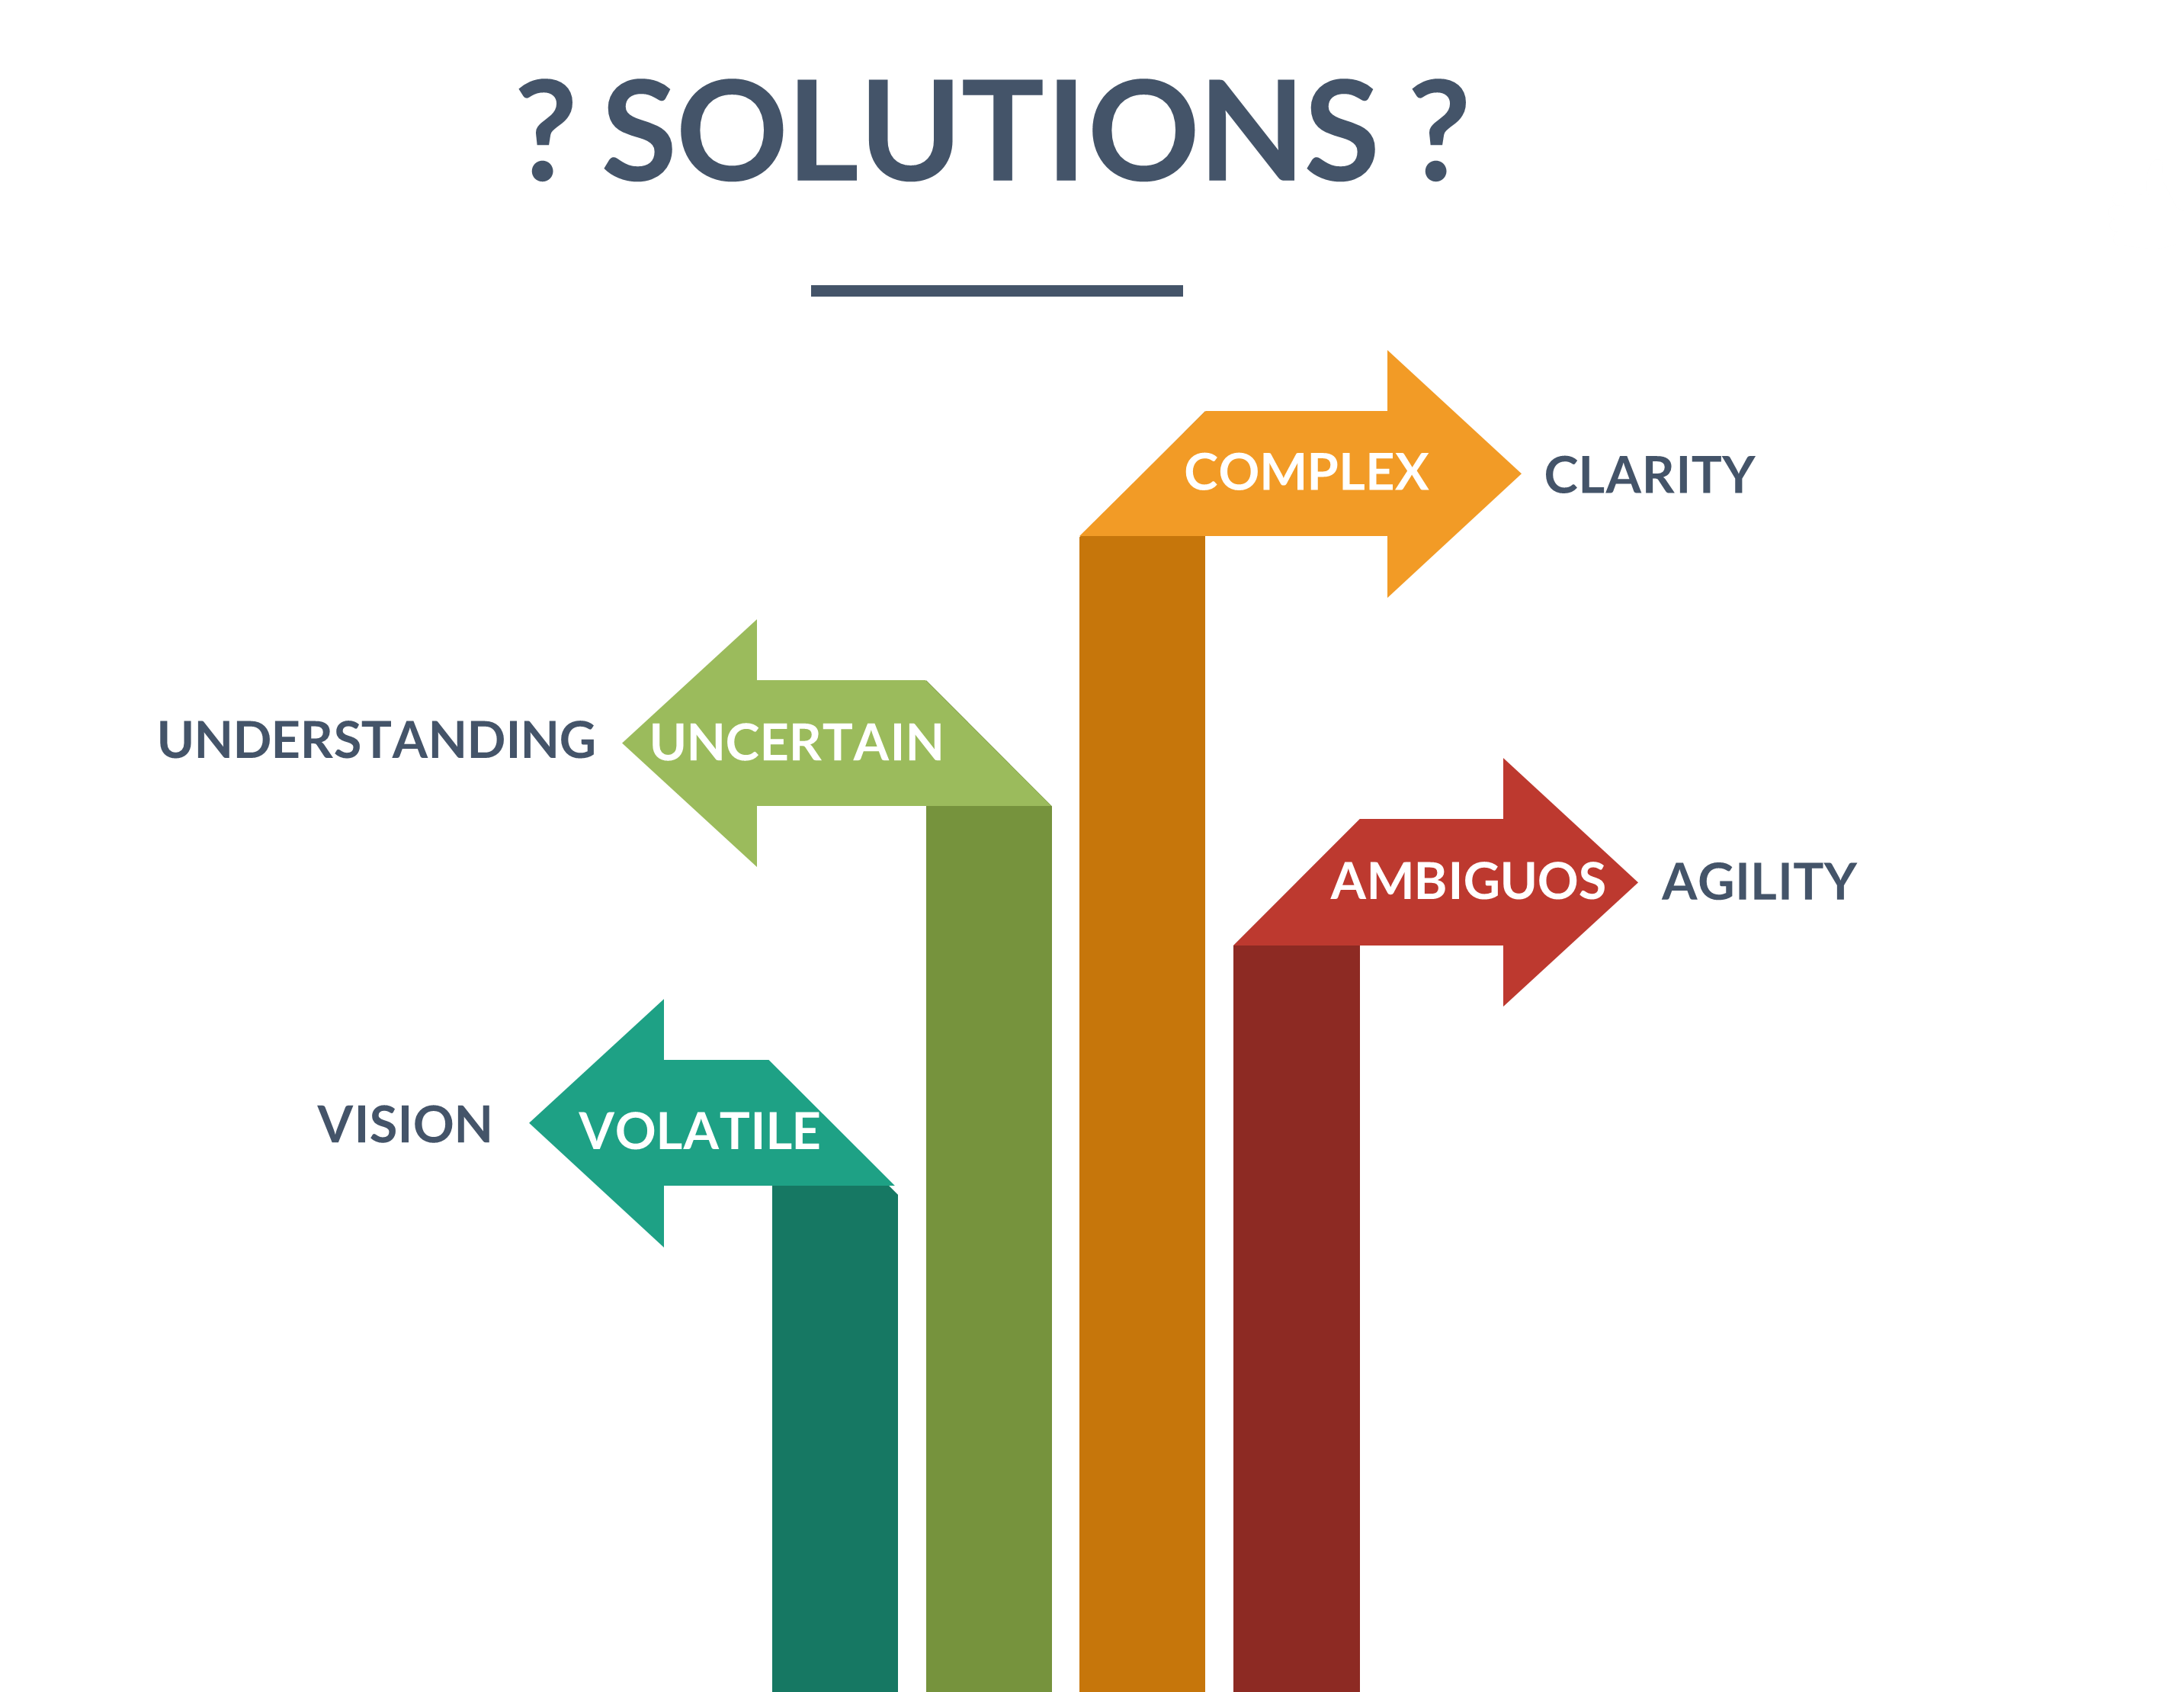 ? SOLUTIONS ?
COMPLEX CLARITY
UNDERSTANDING UNCERTAIN
AMBIGUOS AGILITY
VISION VOLATILE